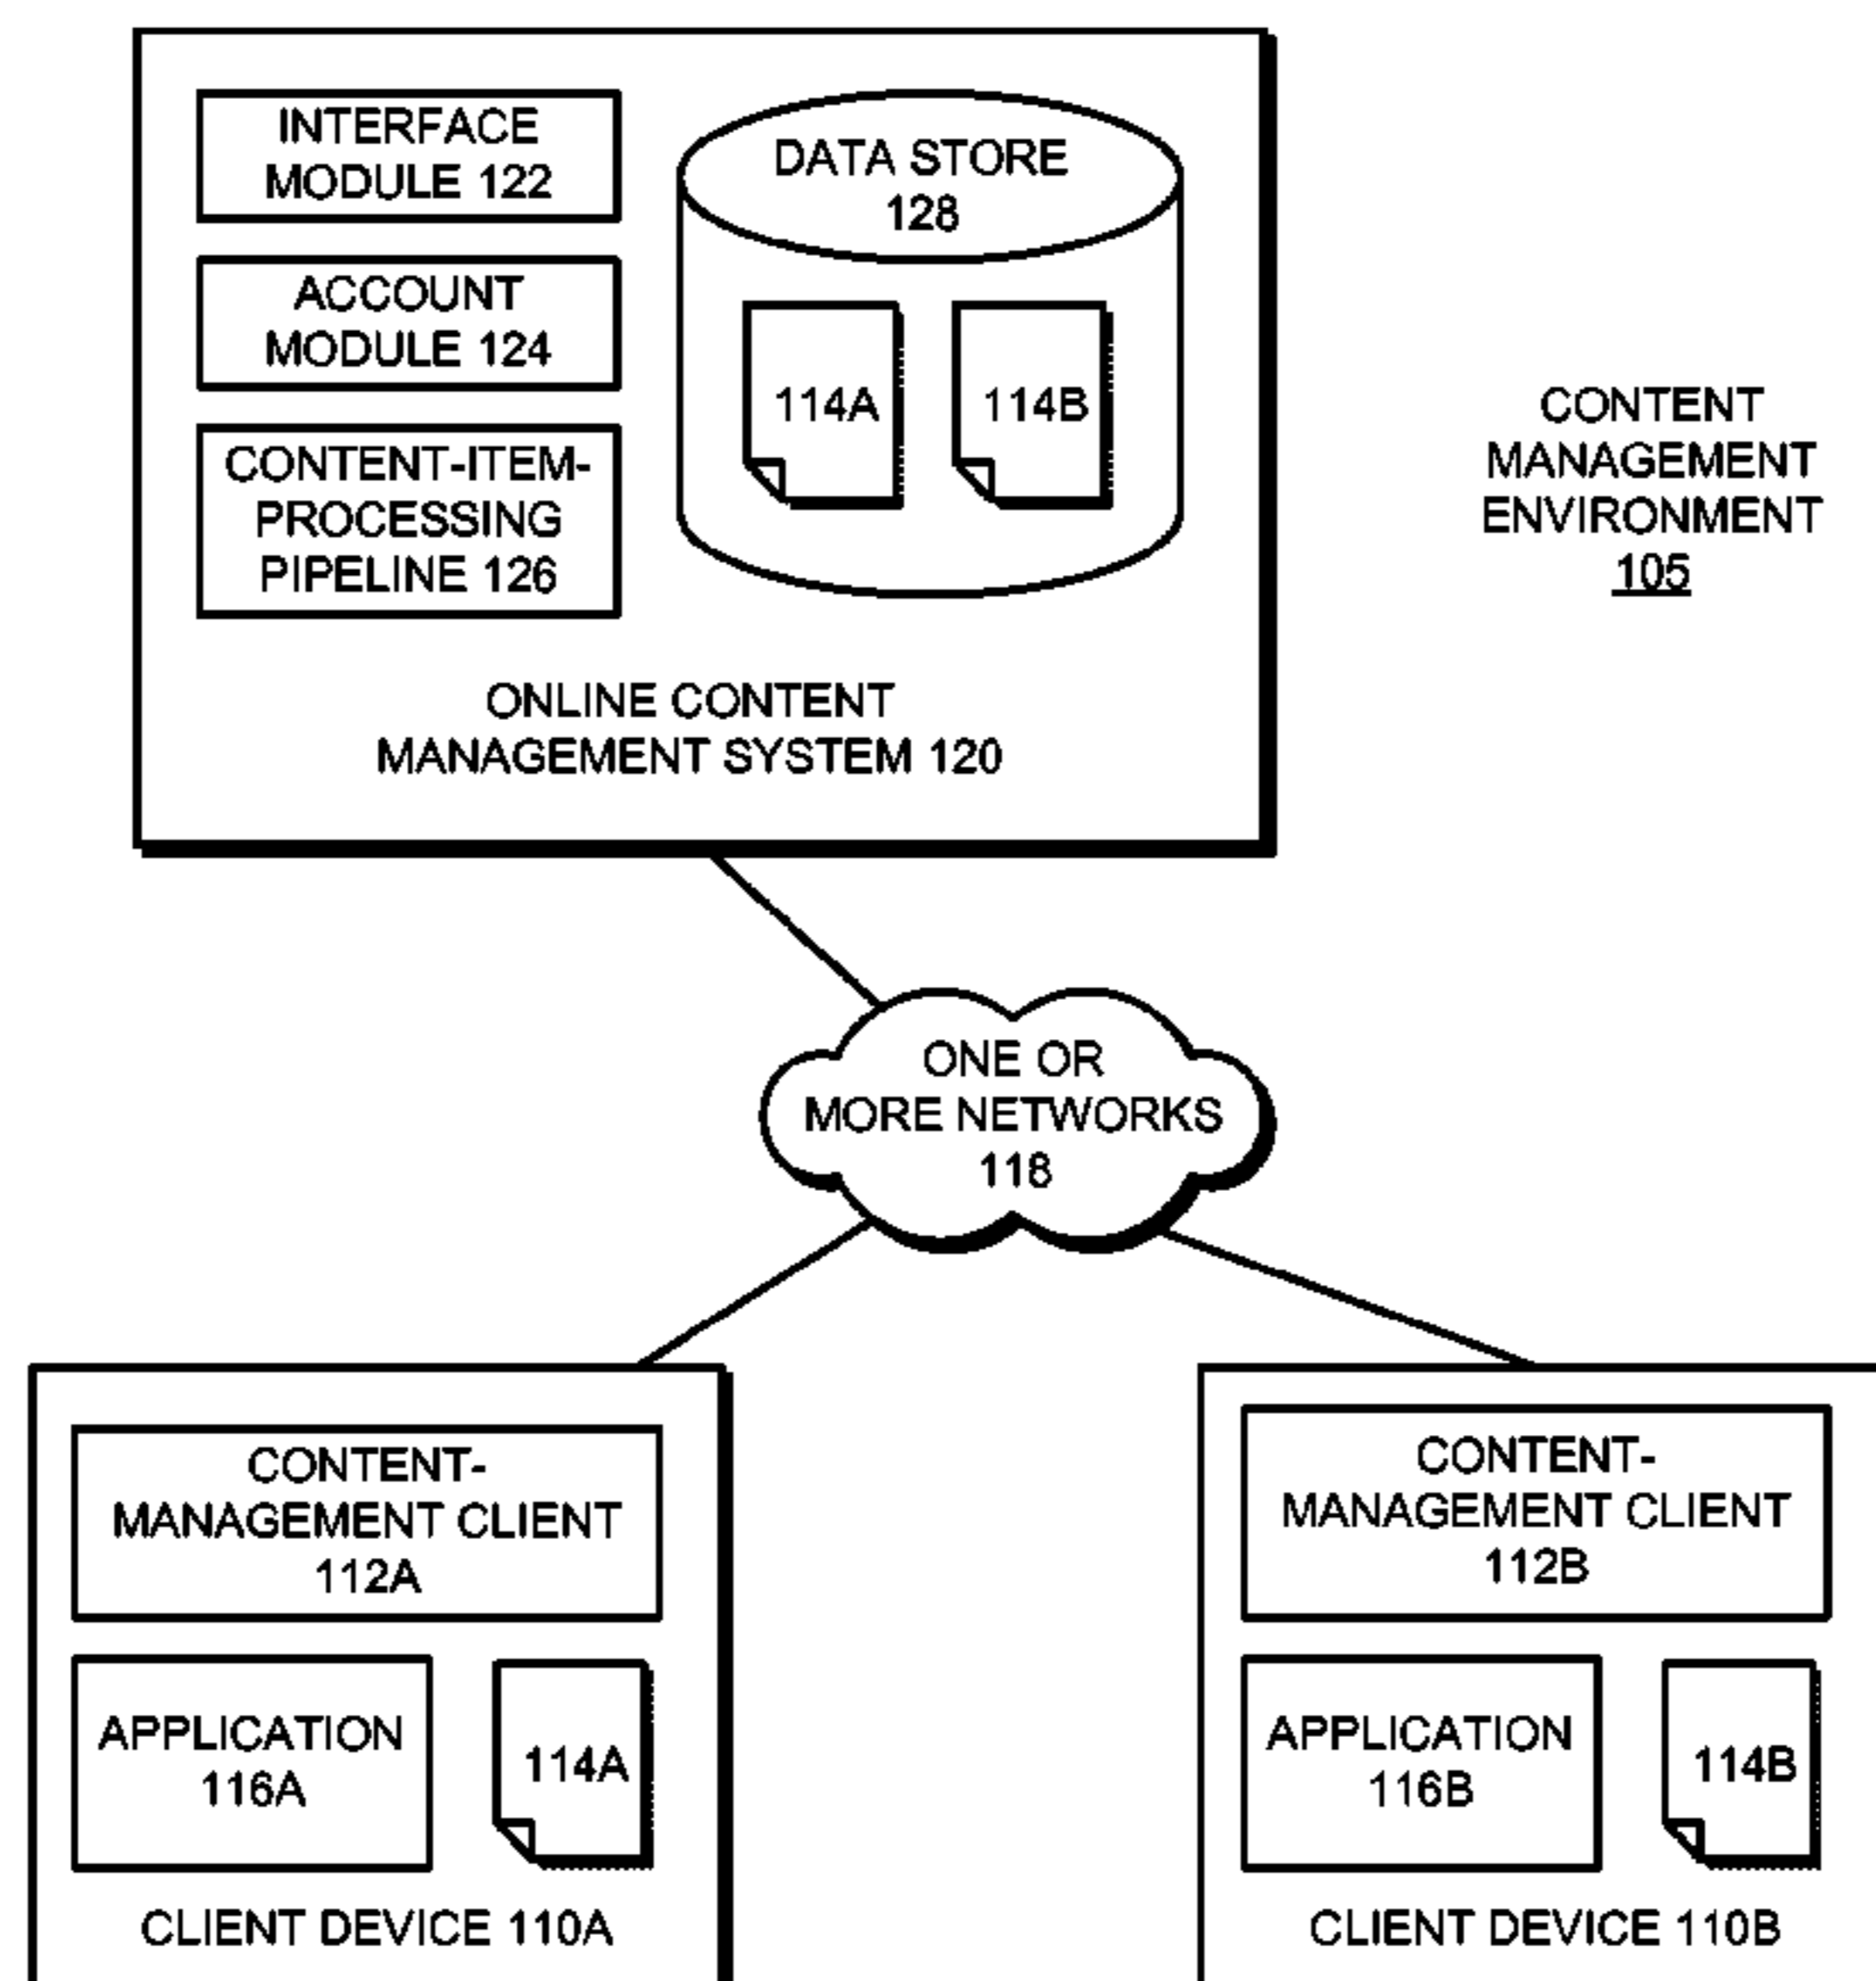 INTERFACE
MODULE 122
ACCOUNT
MODULE 124
CONTENT-ITEM-
PROCESSING
PIPELINE 126
DATA STORE
128
114A
114B
ONLINE CONTENT
MANAGEMENT SYSTEM 120
CONTENT
MANAGEMENT
ENVIRONMENT
105
ONE OR
MORE NETWORKS
118
CONTENT-
MANAGEMENT CLIENT
112A
APPLICATION
116A
114A
CLIENT DEVICE 110A
CONTENT-
MANAGEMENT CLIENT
112B
APPLICATION
116B
114B
CLIENT DEVICE 110B